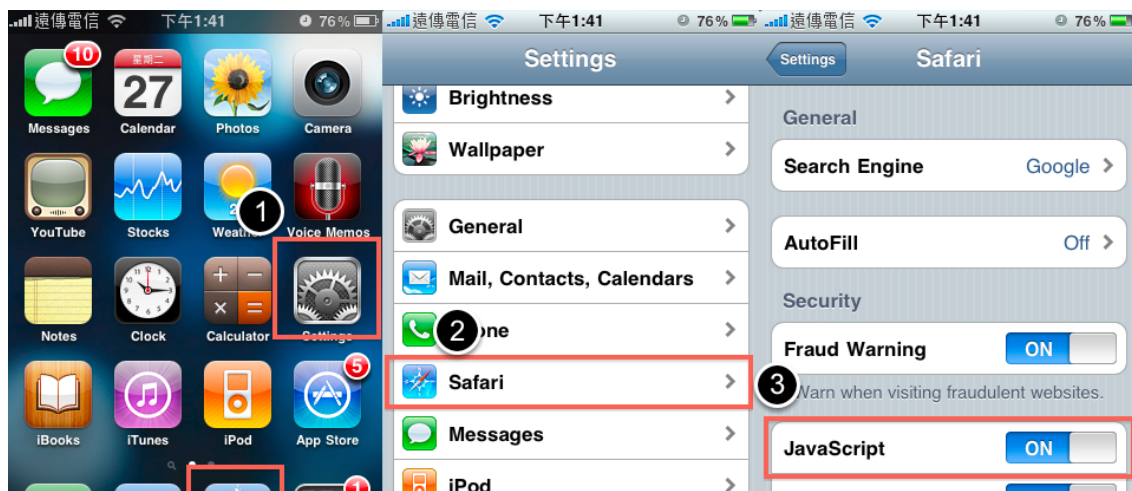 遠傳電信 下午1:41 76%
10
星期二
27
Messages Calendar Photos Camera
1
YouTube Stocks Weather Voice Memos
Notes Clock Calculator Settings
5
iBooks iTunes iPod App Store
1
遠傳電信 下午1:41 76%
Settings
Brightness
Wallpaper
General
Mail, Contacts, Calendars
2
Safari
Messages
iPod
遠傳電信 下午1:41 76%
Settings Safari
General
Search Engine Google
AutoFill Off
Security
Fraud Warning ON
3
Warn when visiting fraudulent websites.
JavaScript ON